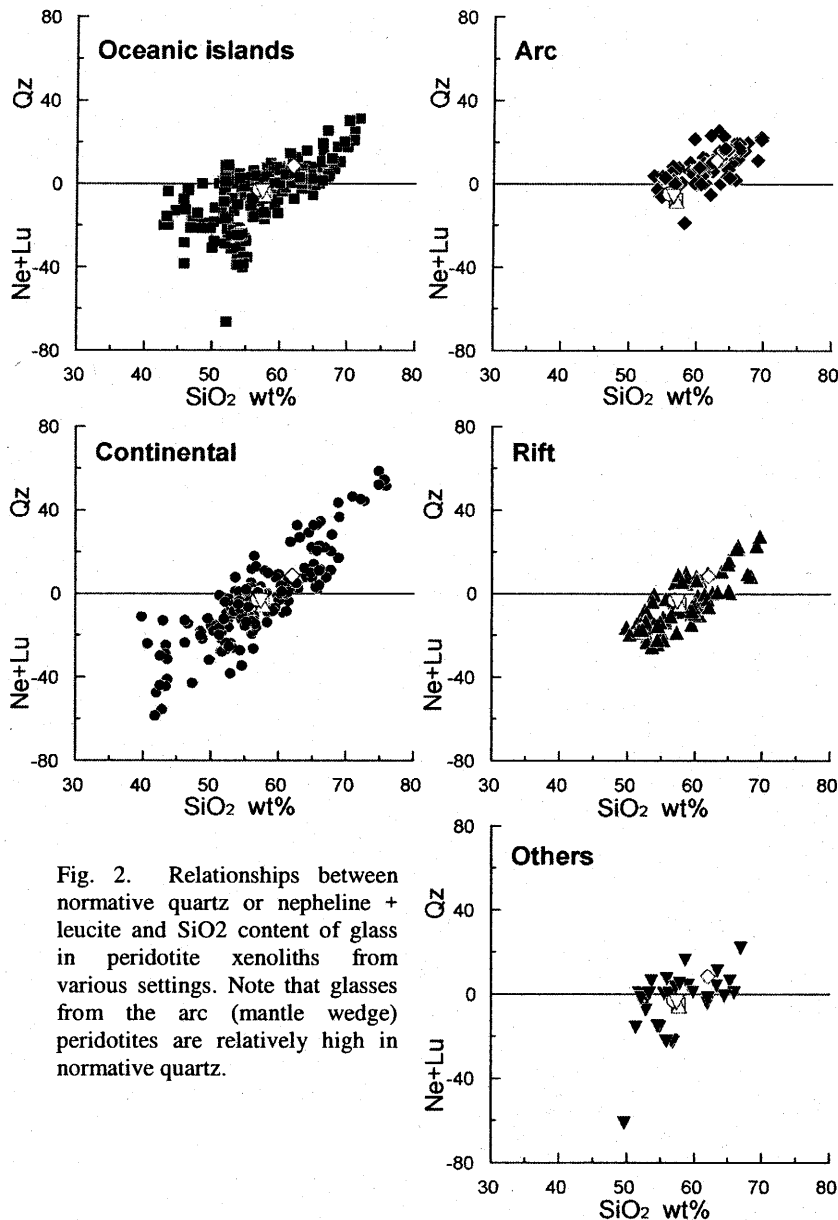 Oceanic islands
Qz
Ne+Lu
80
40
0
-40
-80
30 40 50 60 70 80
SiO2 wt%
Arc
Qz
Ne+Lu
80
40
0
-40
-80
30 40 50 60 70 80
SiO2 wt%
Continental
Qz
Ne+Lu
80
40
0
-40
-80
30 40 50 60 70 80
SiO2 wt%
Rift
Qz
Ne+Lu
80
40
0
-40
-80
30 40 50 60 70 80
SiO2 wt%
Others
Qz
Ne+Lu
80
40
0
-40
-80
30 40 50 60 70 80
SiO2 wt%
Fig. 2. Relationships between
normative quartz or nepheline +
leucite and SiO2 content of glass
in peridotite xenoliths from
various settings. Note that glasses
from the arc (mantle wedge)
peridotites are relatively high in
normative quartz.